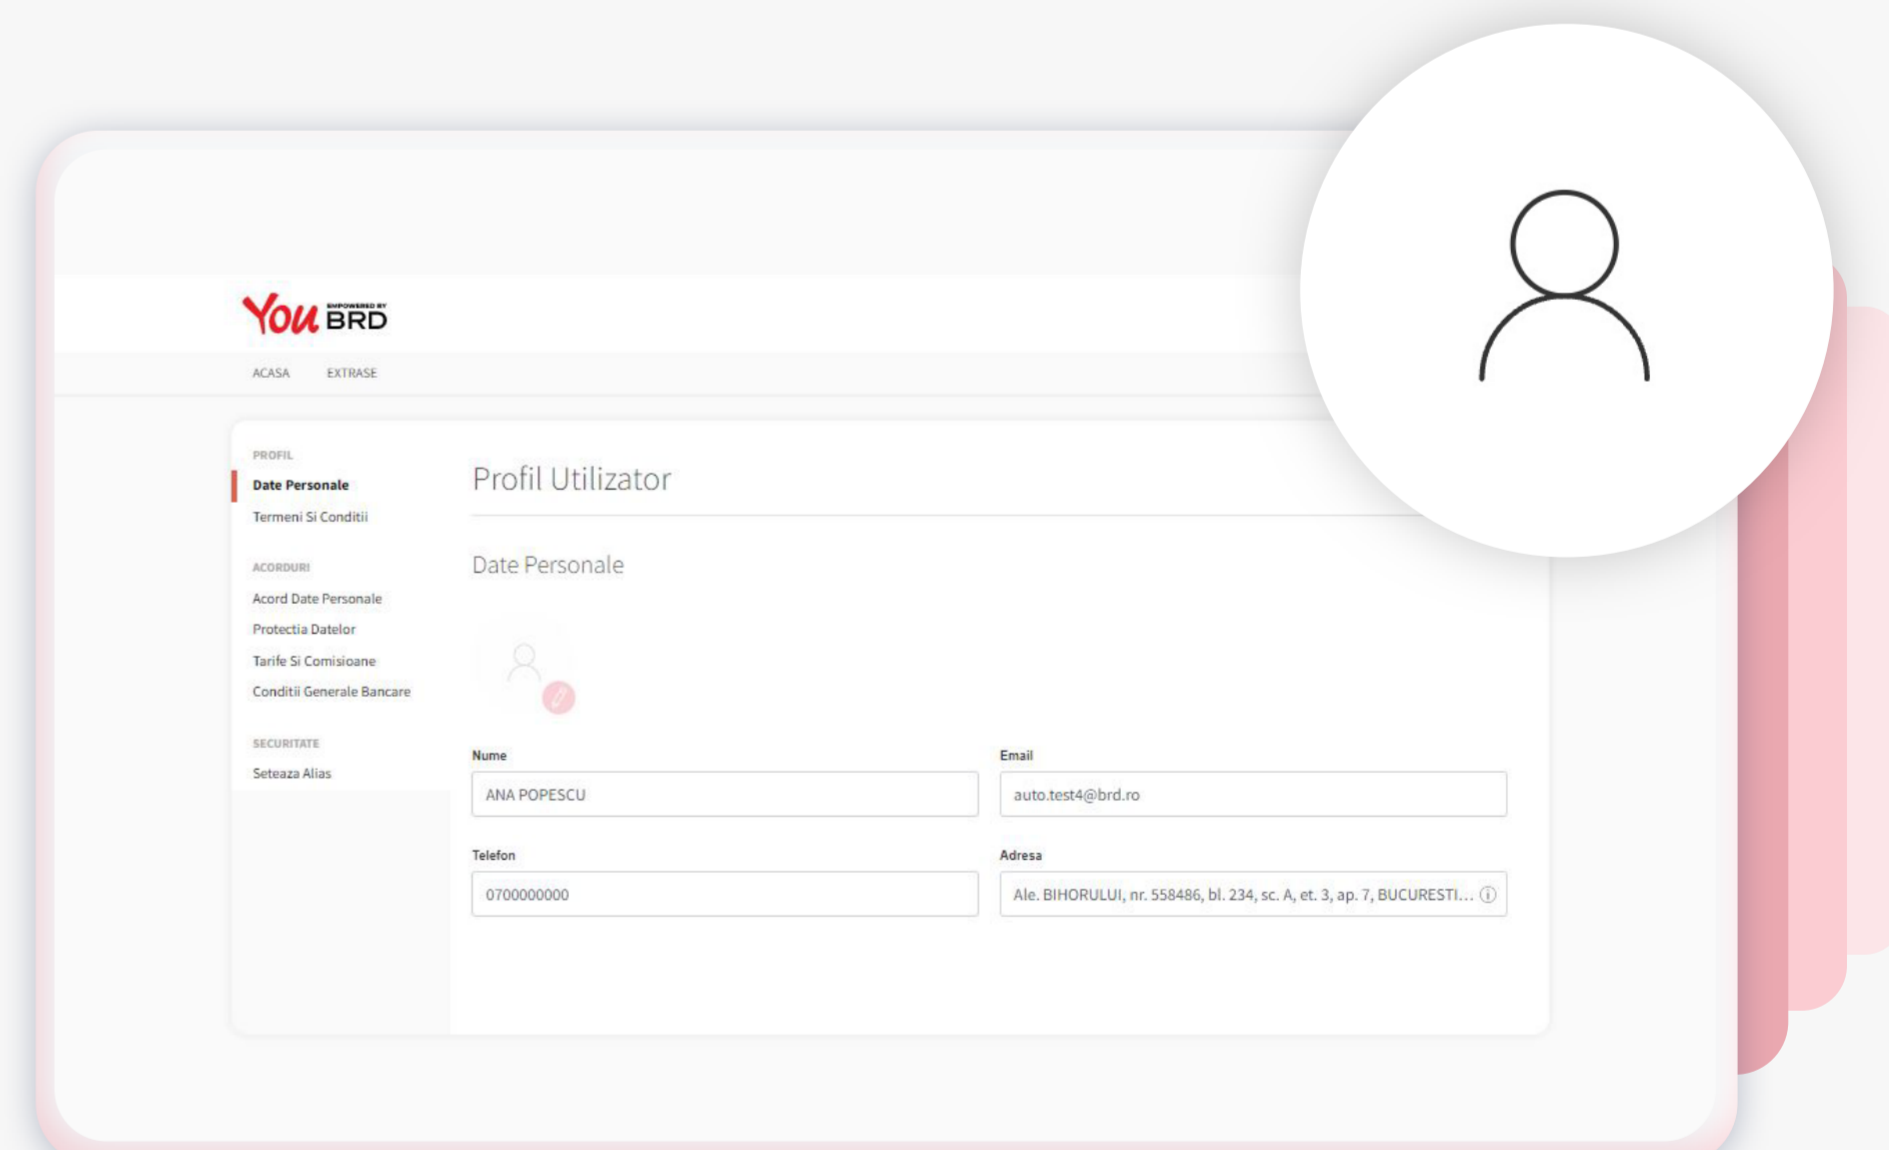 You EMPOWERED BY BRD
ACASA EXTRASE
PROFIL
Date Personale
Termeni Si Conditii
ACORDURI
Acord Date Personale
Protectia Datelor
Tarife Si Comisioane
Conditii Generale Bancare
SECURITATE
Seteaza Alias
Profil Utilizator
Date Personale
Nume
ANA POPESCU
Email
auto.test4@brd.ro
Telefon
0700000000
Adresa
Ale. BIHORULUI, nr. 558486, bl. 234, sc. A, et. 3, ap. 7, BUCURESTI...